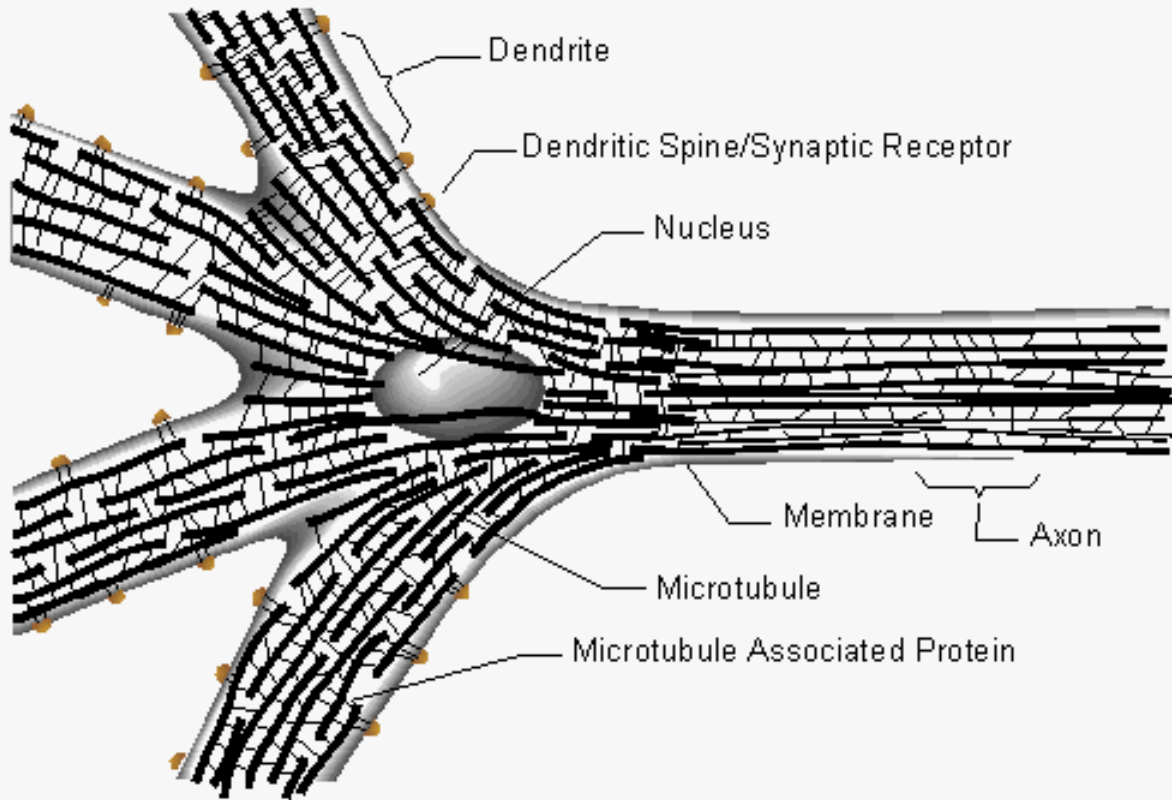 Dendrite
Dendritic Spine/Synaptic Receptor
Nucleus
Membrane
Axon
Microtubule
Microtubule Associated Protein